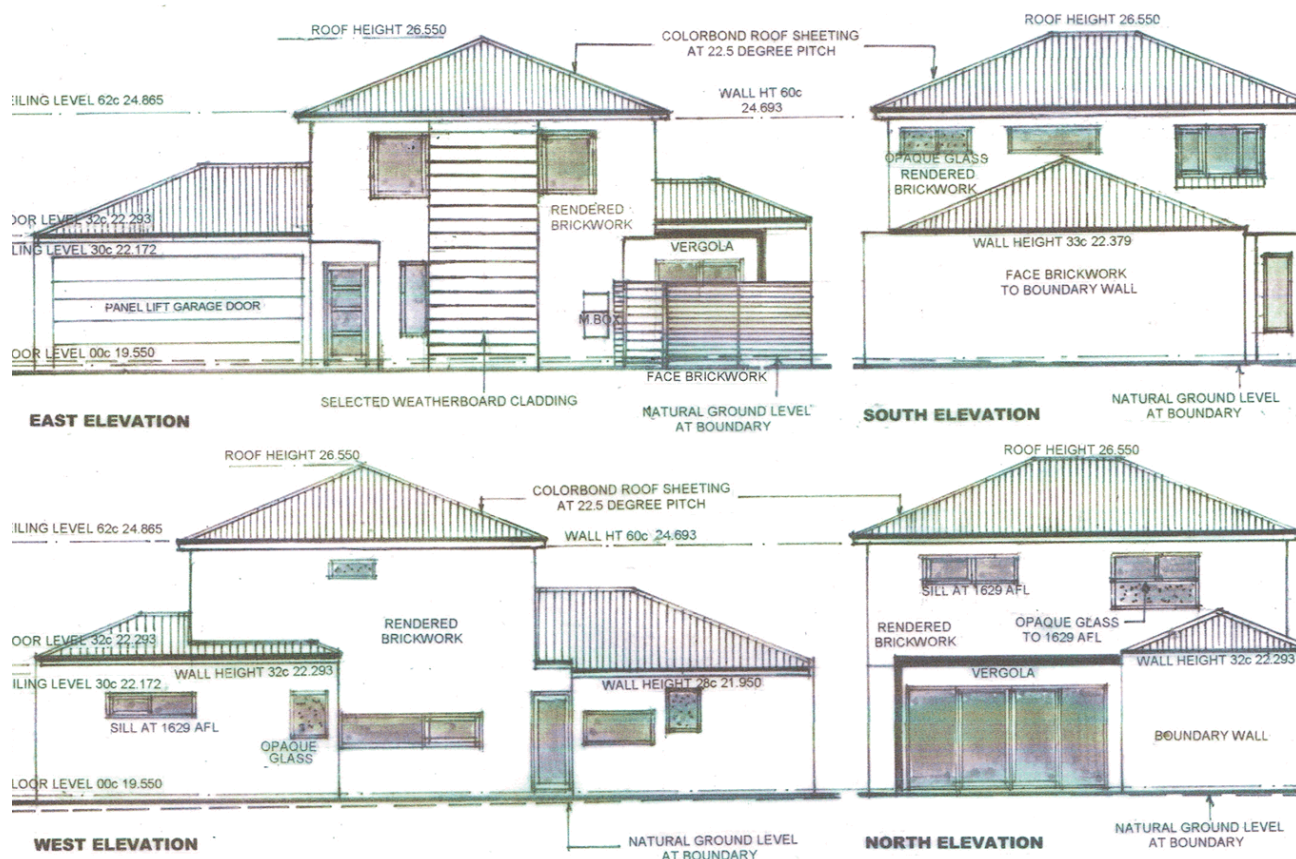 ROOF HEIGHT 26.550
COLORBOND ROOF SHEETING
AT 22.5 DEGREE PITCH
ROOF HEIGHT 26.550
EILING LEVEL 62c 24.865
WALL HT 60c
24.693
OPAQUE GLASS
RENDERED
BRICKWORK
OOR LEVEL 32c 22.293
ILING LEVEL 30c 22.172
RENDERED
BRICKWORK
VERGOLA
WALL HEIGHT 33c 22.379
FACE BRICKWORK
TO BOUNDARY WALL
PANEL LIFT GARAGE DOOR
M.BOX
OOR LEVEL 00c 19.550
FACE BRICKWORK
SELECTED WEATHERBOARD CLADDING
NATURAL GROUND LEVEL
AT BOUNDARY
NATURAL GROUND LEVEL
AT BOUNDARY
EAST ELEVATION
SOUTH ELEVATION
ROOF HEIGHT 26.550
COLORBOND ROOF SHEETING
AT 22.5 DEGREE PITCH
ROOF HEIGHT 26.550
EILING LEVEL 62c 24.865
WALL HT 60c 24.693
SILL AT 1629 AFL
OPAQUE GLASS
TO 1629 AFL
RENDERED
BRICKWORK
RENDERED
BRICKWORK
OOR LEVEL 32c 22.293
WALL HEIGHT 32c 22.293
EILING LEVEL 30c 22.172
WALL HEIGHT 28c 21.950
VERGOLA
WALL HEIGHT 32c 22.293
SILL AT 1629 AFL
OPAQUE
GLASS
BOUNDARY WALL
LOOR LEVEL 00c 19.550
WEST ELEVATION
NATURAL GROUND LEVEL
AT BOUNDARY
NORTH ELEVATION
NATURAL GROUND LEVEL
AT BOUNDARY